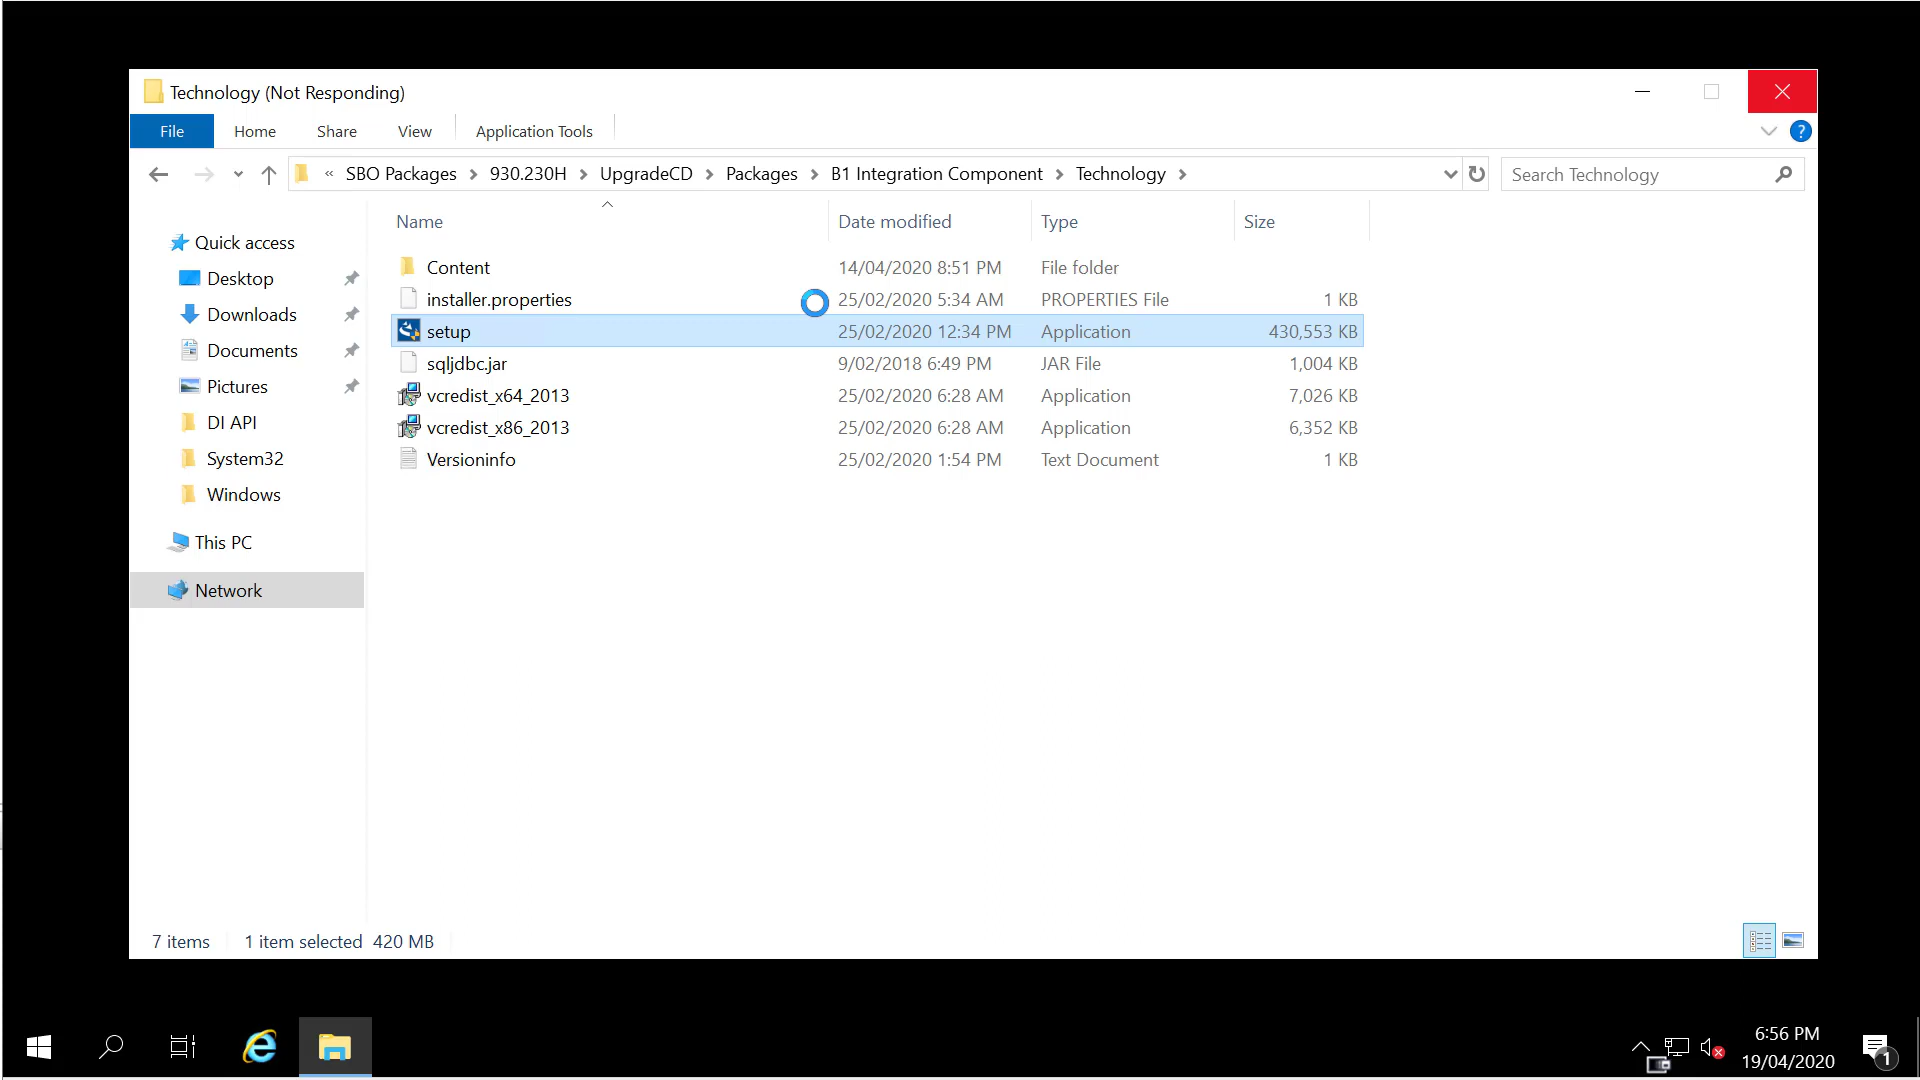 Technology (Not Responding)
File Home Share View Application Tools
« SBO Packages 930.230H UpgradeCD Packages B1 Integration Component Technology Search Technology
Name Date modified Type Size
Quick access
Desktop
Downloads
Documents
Pictures
DI API
System32
Windows
This PC
Network
Content 14/04/2020 8:51 PM File folder
installer.properties 25/02/2020 5:34 AM PROPERTIES File 1 KB
setup 25/02/2020 12:34 PM Application 430,553 KB
sqljdbc.jar 9/02/2018 6:49 PM JAR File 1,004 KB
vcredist_x64_2013 25/02/2020 6:28 AM Application 7,026 KB
vcredist_x86_2013 25/02/2020 6:28 AM Application 6,352 KB
Versioninfo 25/02/2020 1:54 PM Text Document 1 KB
7 items 1 item selected 420 MB
6:56 PM
19/04/2020
1